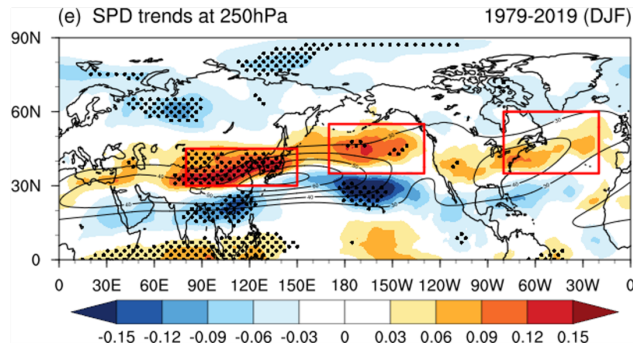 (e) SPD trends at 250hPa 1979-2019 (DJF)
90N
60N
30N
0
0 30E 60E 90E 120E 150E 180 150W 120W 90W 60W 30W 0
-0.15 -0.12 -0.09 -0.06 -0.03 0 0.03 0.06 0.09 0.12 0.15